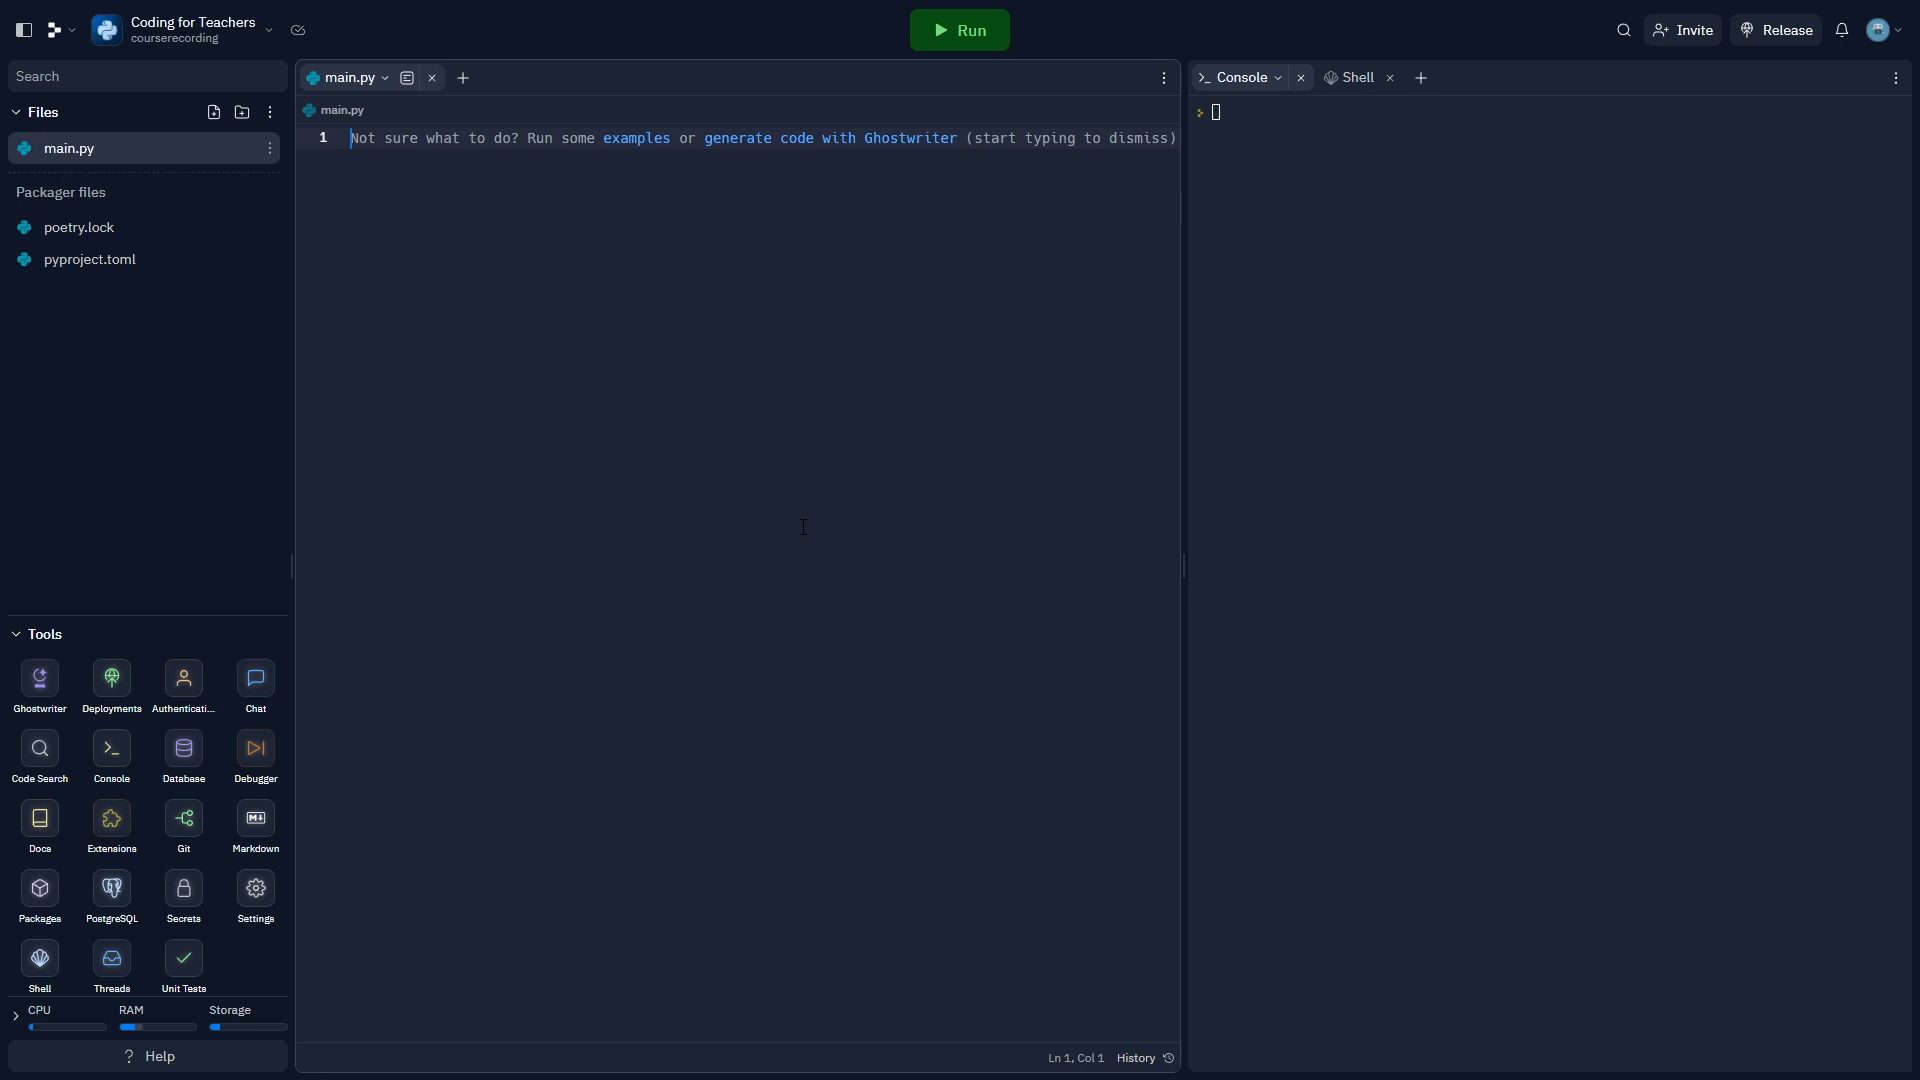 Coding for Teachers
courserecording
Run
Invite
Release
Search
Files
main.py
Packager files
poetry.lock
pyproject.toml
main.py
main.py
1 Not sure what to do? Run some examples or generate code with Ghostwriter (start typing to dismiss)
>_ Console
Shell
Tools
Ghostwriter
Deployments
Authenticati...
Chat
Code Search
Console
Database
Debugger
Docs
Extensions
Git
Markdown
Packages
PostgreSQL
Secrets
Settings
Shell
Threads
Unit Tests
CPU
RAM
Storage
? Help
Ln 1, Col 1
History